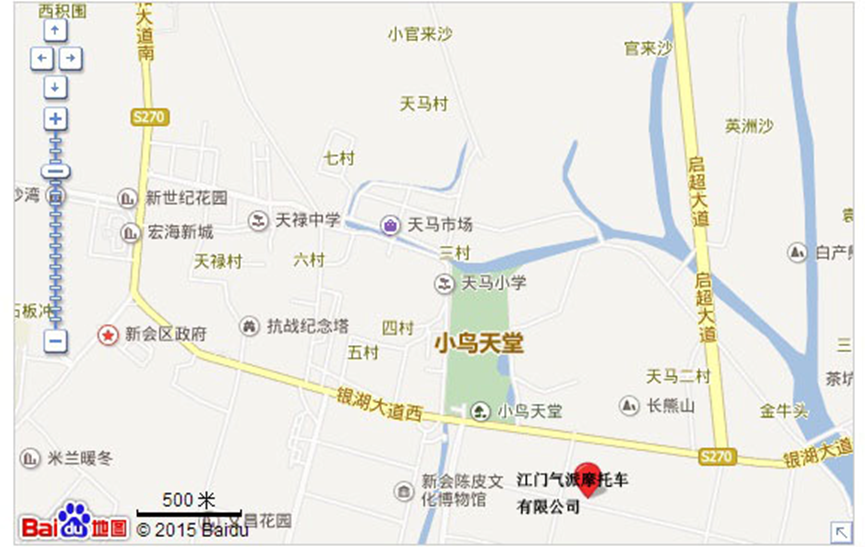 西积围
大道南
小官来沙
官来沙
天马村
S270
英洲沙
七村
启超大道
沙湾
新世纪花园
天禄中学
天马市场
宏海新城
三村
白产
天禄村
六村
天马小学
启超大道
石板冲
新会区政府
抗战纪念塔
四村
小鸟天堂
三
五村
天马二村
茶坑
银湖大道西
小鸟天堂
长熊山
金牛头
米兰暖冬
S270
银湖大道
新会陈皮文
化博物馆
江门气派摩托车
有限公司
500 米
Bai du 地图
© 2015 Baidu
文昌花园